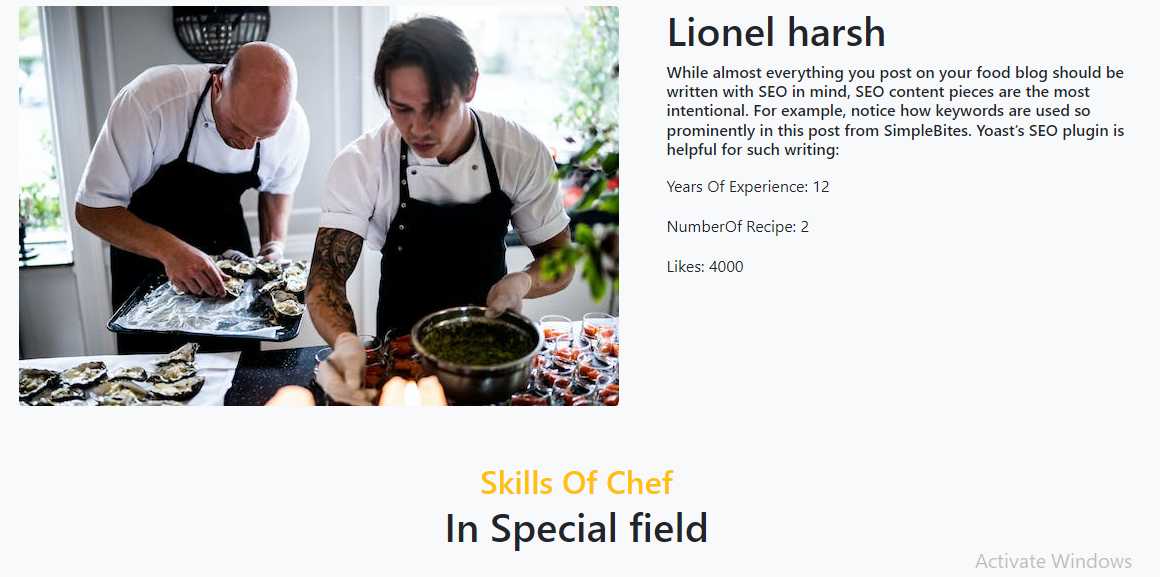 Lionel harsh
While almost everything you post on your food blog should be
written with SEO in mind, SEO content pieces are the most
intentional. For example, notice how keywords are used so
prominently in this post from SimpleBites. Yoast’s SEO plugin is
helpful for such writing:
Years Of Experience: 12
NumberOf Recipe: 2
Likes: 4000
Skills Of Chef
In Special field
Activate Windows